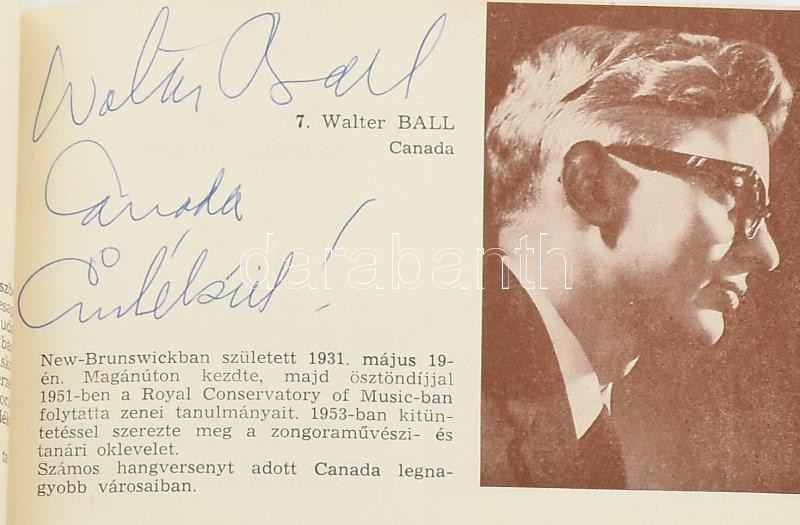 Walter Ball
7. Walter BALL
Canada
Canada
Emlékül!
darabanth
New-Brunswickban született 1931. május 19-
én. Magánúton kezdte, majd ösztöndíjjal
1951-ben a Royal Conservatory of Music-ban
folytatta zenei tanulmányait. 1953-ban kitün-
tetéssel szerezte meg a zongoraművészi- és
tanári oklevelet.
Számos hangversenyt adott Canada legna-
gyobb városaiban.